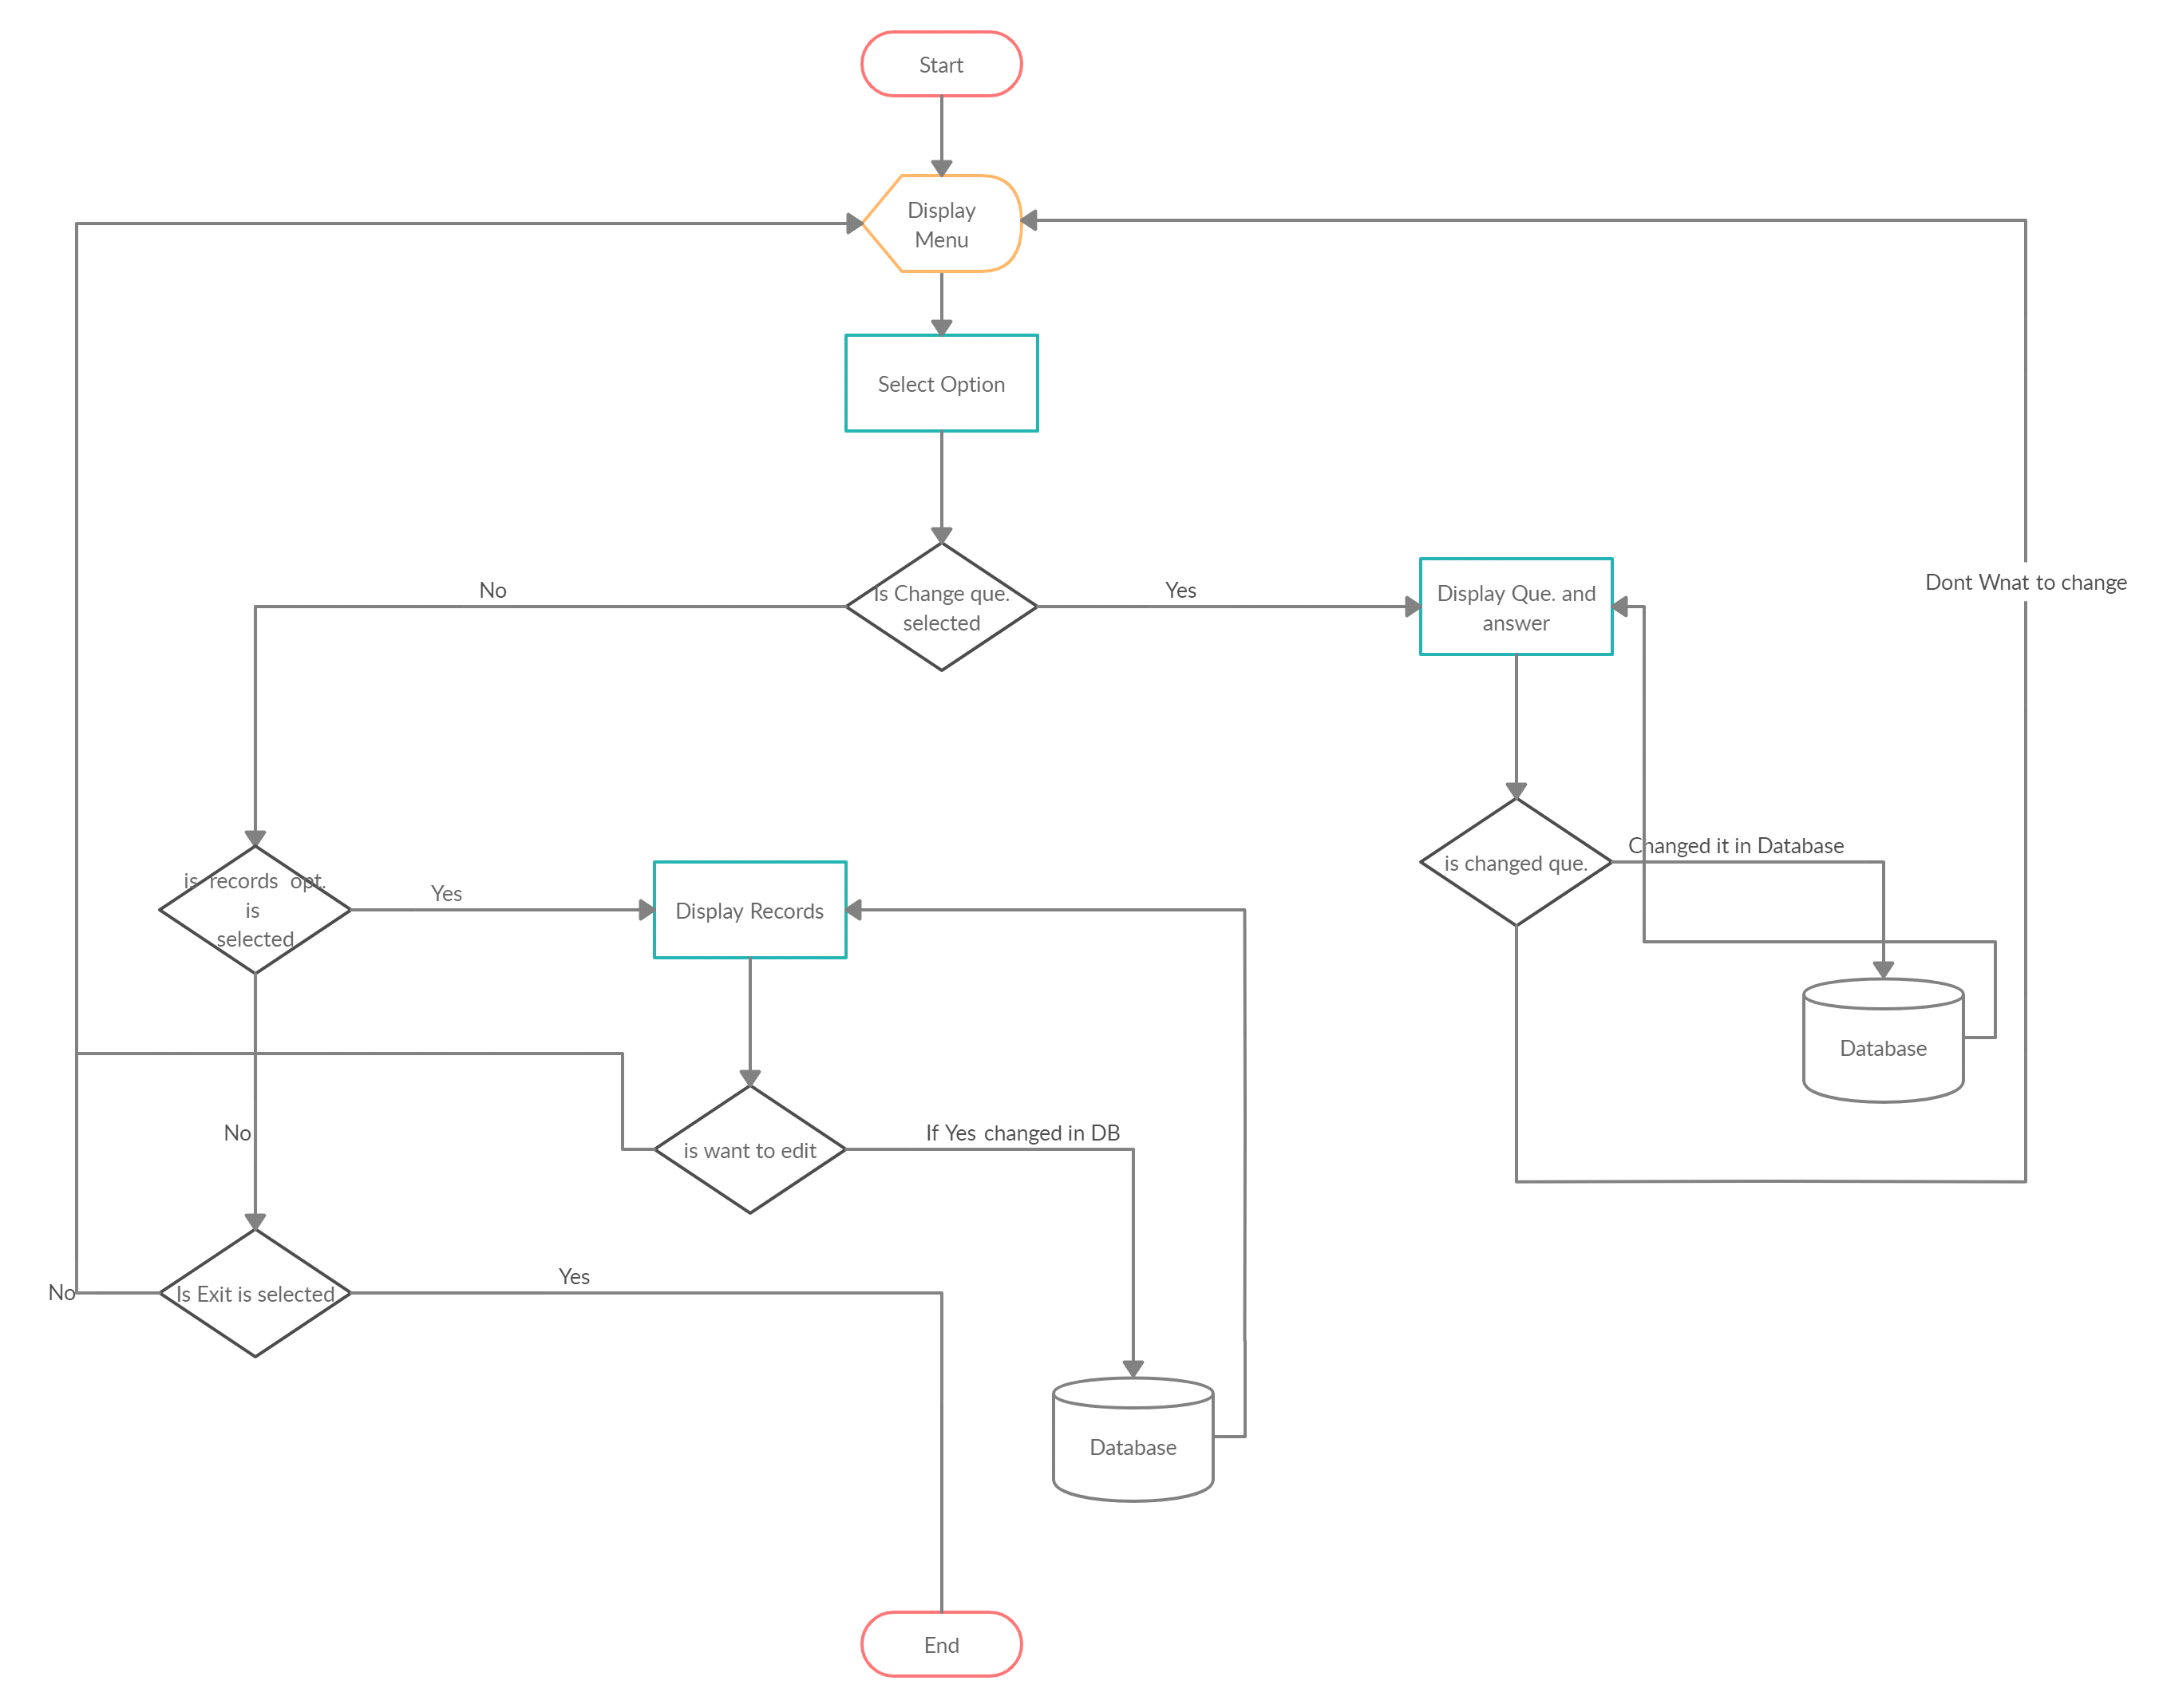 Start
Display
Menu
Select Option
No
Is Change que.
selected
Yes
Display Que. and
answer
Dont Wnat to change
is changed que.
Changed it in Database
is records opt.
is
selected
Yes
Display Records
Database
No
is want to edit
If Yes changed in DB
No
Is Exit is selected
Yes
Database
End